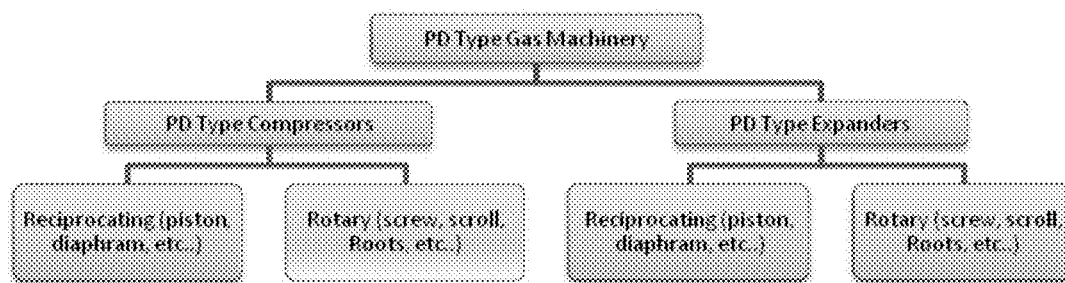 PD Type Gas Machinery
PD Type Compressors
PD Type Expanders
Reciprocating (piston,
diaphram, etc..)
Rotary (screw, scroll,
Roots, etc..)
Reciprocating (piston,
diaphram, etc..)
Rotary (screw, scroll,
Roots, etc..)